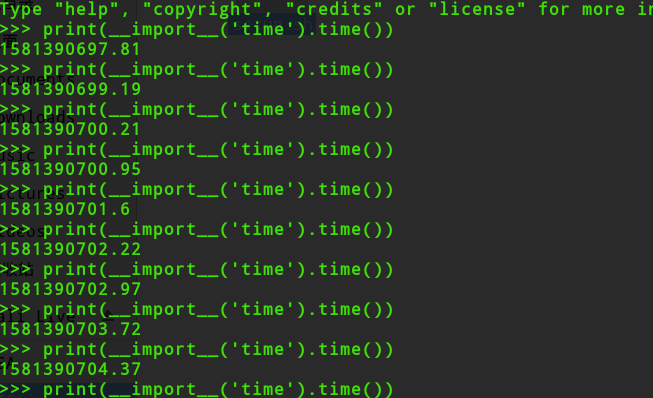 Type "help", "copyright", "credits" or "license" for more in
>>> print(__import__('time').time())
1581390697.81
>>> print(__import__('time').time())
1581390699.19
>>> print(__import__('time').time())
1581390700.21
>>> print(__import__('time').time())
1581390700.95
>>> print(__import__('time').time())
1581390701.6
>>> print(__import__('time').time())
1581390702.22
>>> print(__import__('time').time())
1581390702.97
>>> print(__import__('time').time())
1581390703.72
>>> print(__import__('time').time())
1581390704.37
>>> print(__import__('time').time())